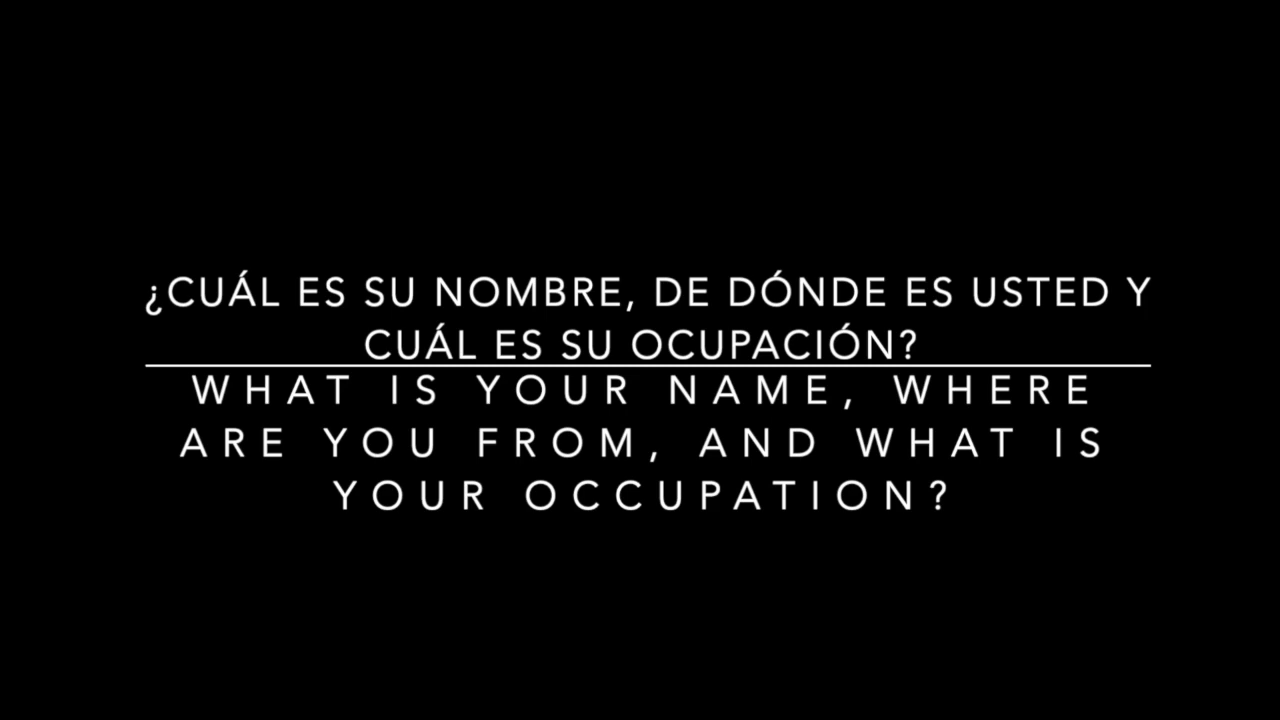 ¿CUÁL ES SU NOMBRE, DE DÓNDE ES USTED Y
CUÁL ES SU OCUPACIÓN?
WHAT IS YOUR NAME, WHERE
ARE YOU FROM, AND WHAT IS
YOUR OCCUPATION?